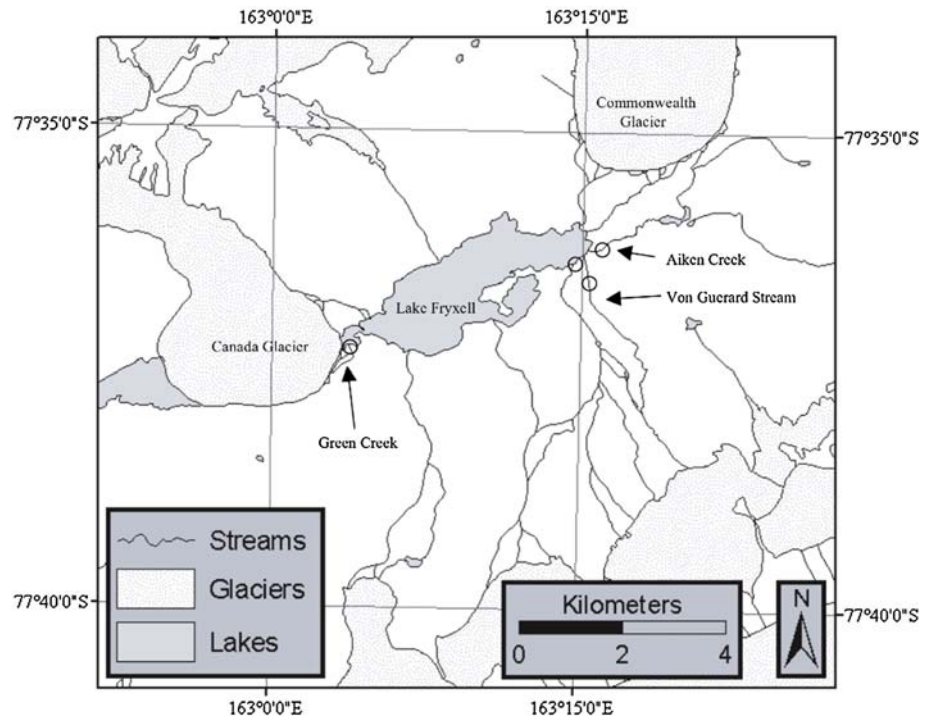 163°0'0"E 163°15'0"E
Commonwealth
Glacier
77°35'0"S 77°35'0"S
Aiken Creek
Von Guerard Stream
Lake Fryxell
Canada Glacier
Green Creek
Streams
Glaciers
Lakes
Kilometers
0 2 4
N
77°40'0"S 77°40'0"S
163°0'0"E 163°15'0"E